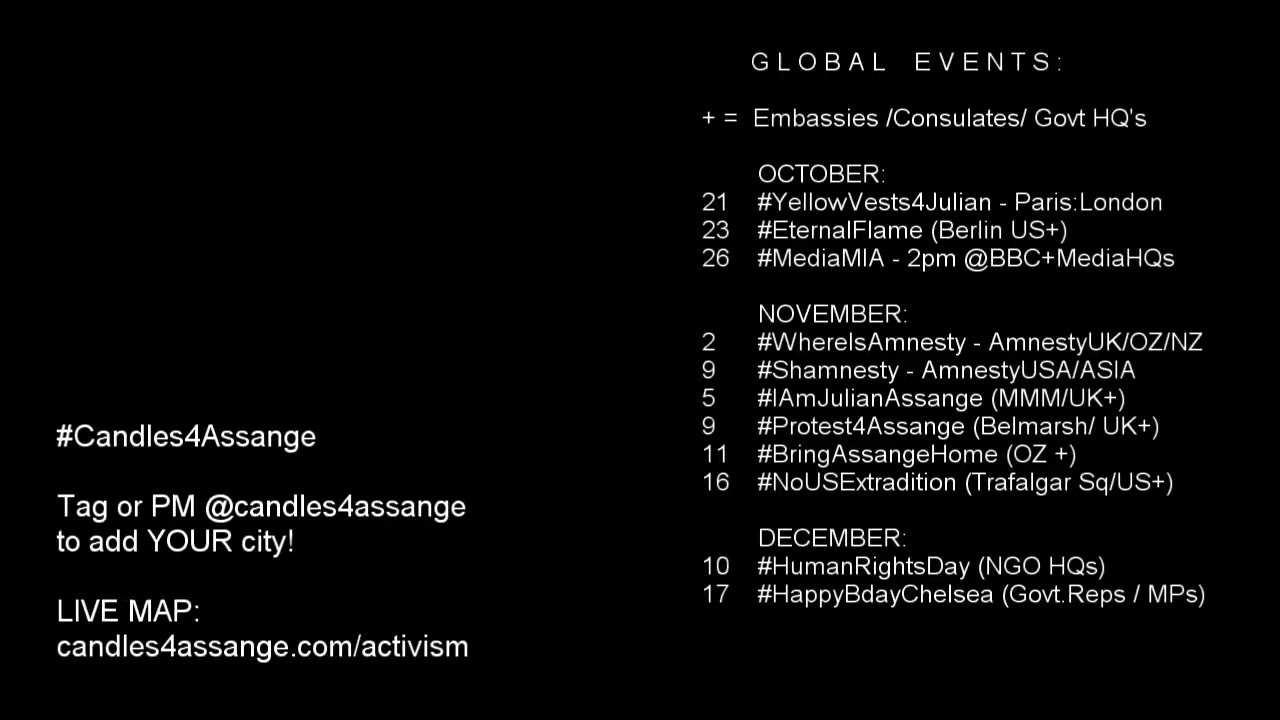 #Candles4Assange
Tag or PM @candles4assange
to add YOUR city!
LIVE MAP:
candles4assange.com/activism
GLOBAL EVENTS:
+ = Embassies /Consulates/ Govt HQ's
OCTOBER:
21 #YellowVests4Julian - Paris:London
23 #EternalFlame (Berlin US+)
26 #MediaMIA - 2pm @BBC+MediaHQs
NOVEMBER:
2 #WhereIsAmnesty - AmnestyUK/OZ/NZ
9 #Shamnesty - AmnestyUSA/ASIA
5 #IAmJulianAssange (MMM/UK+)
9 #Protest4Assange (Belmarsh/ UK+)
11 #BringAssangeHome (OZ +)
16 #NoUSExtradition (Trafalgar Sq/US+)
DECEMBER:
10 #HumanRightsDay (NGO HQs)
17 #HappyBdayChelsea (Govt.Reps / MPs)